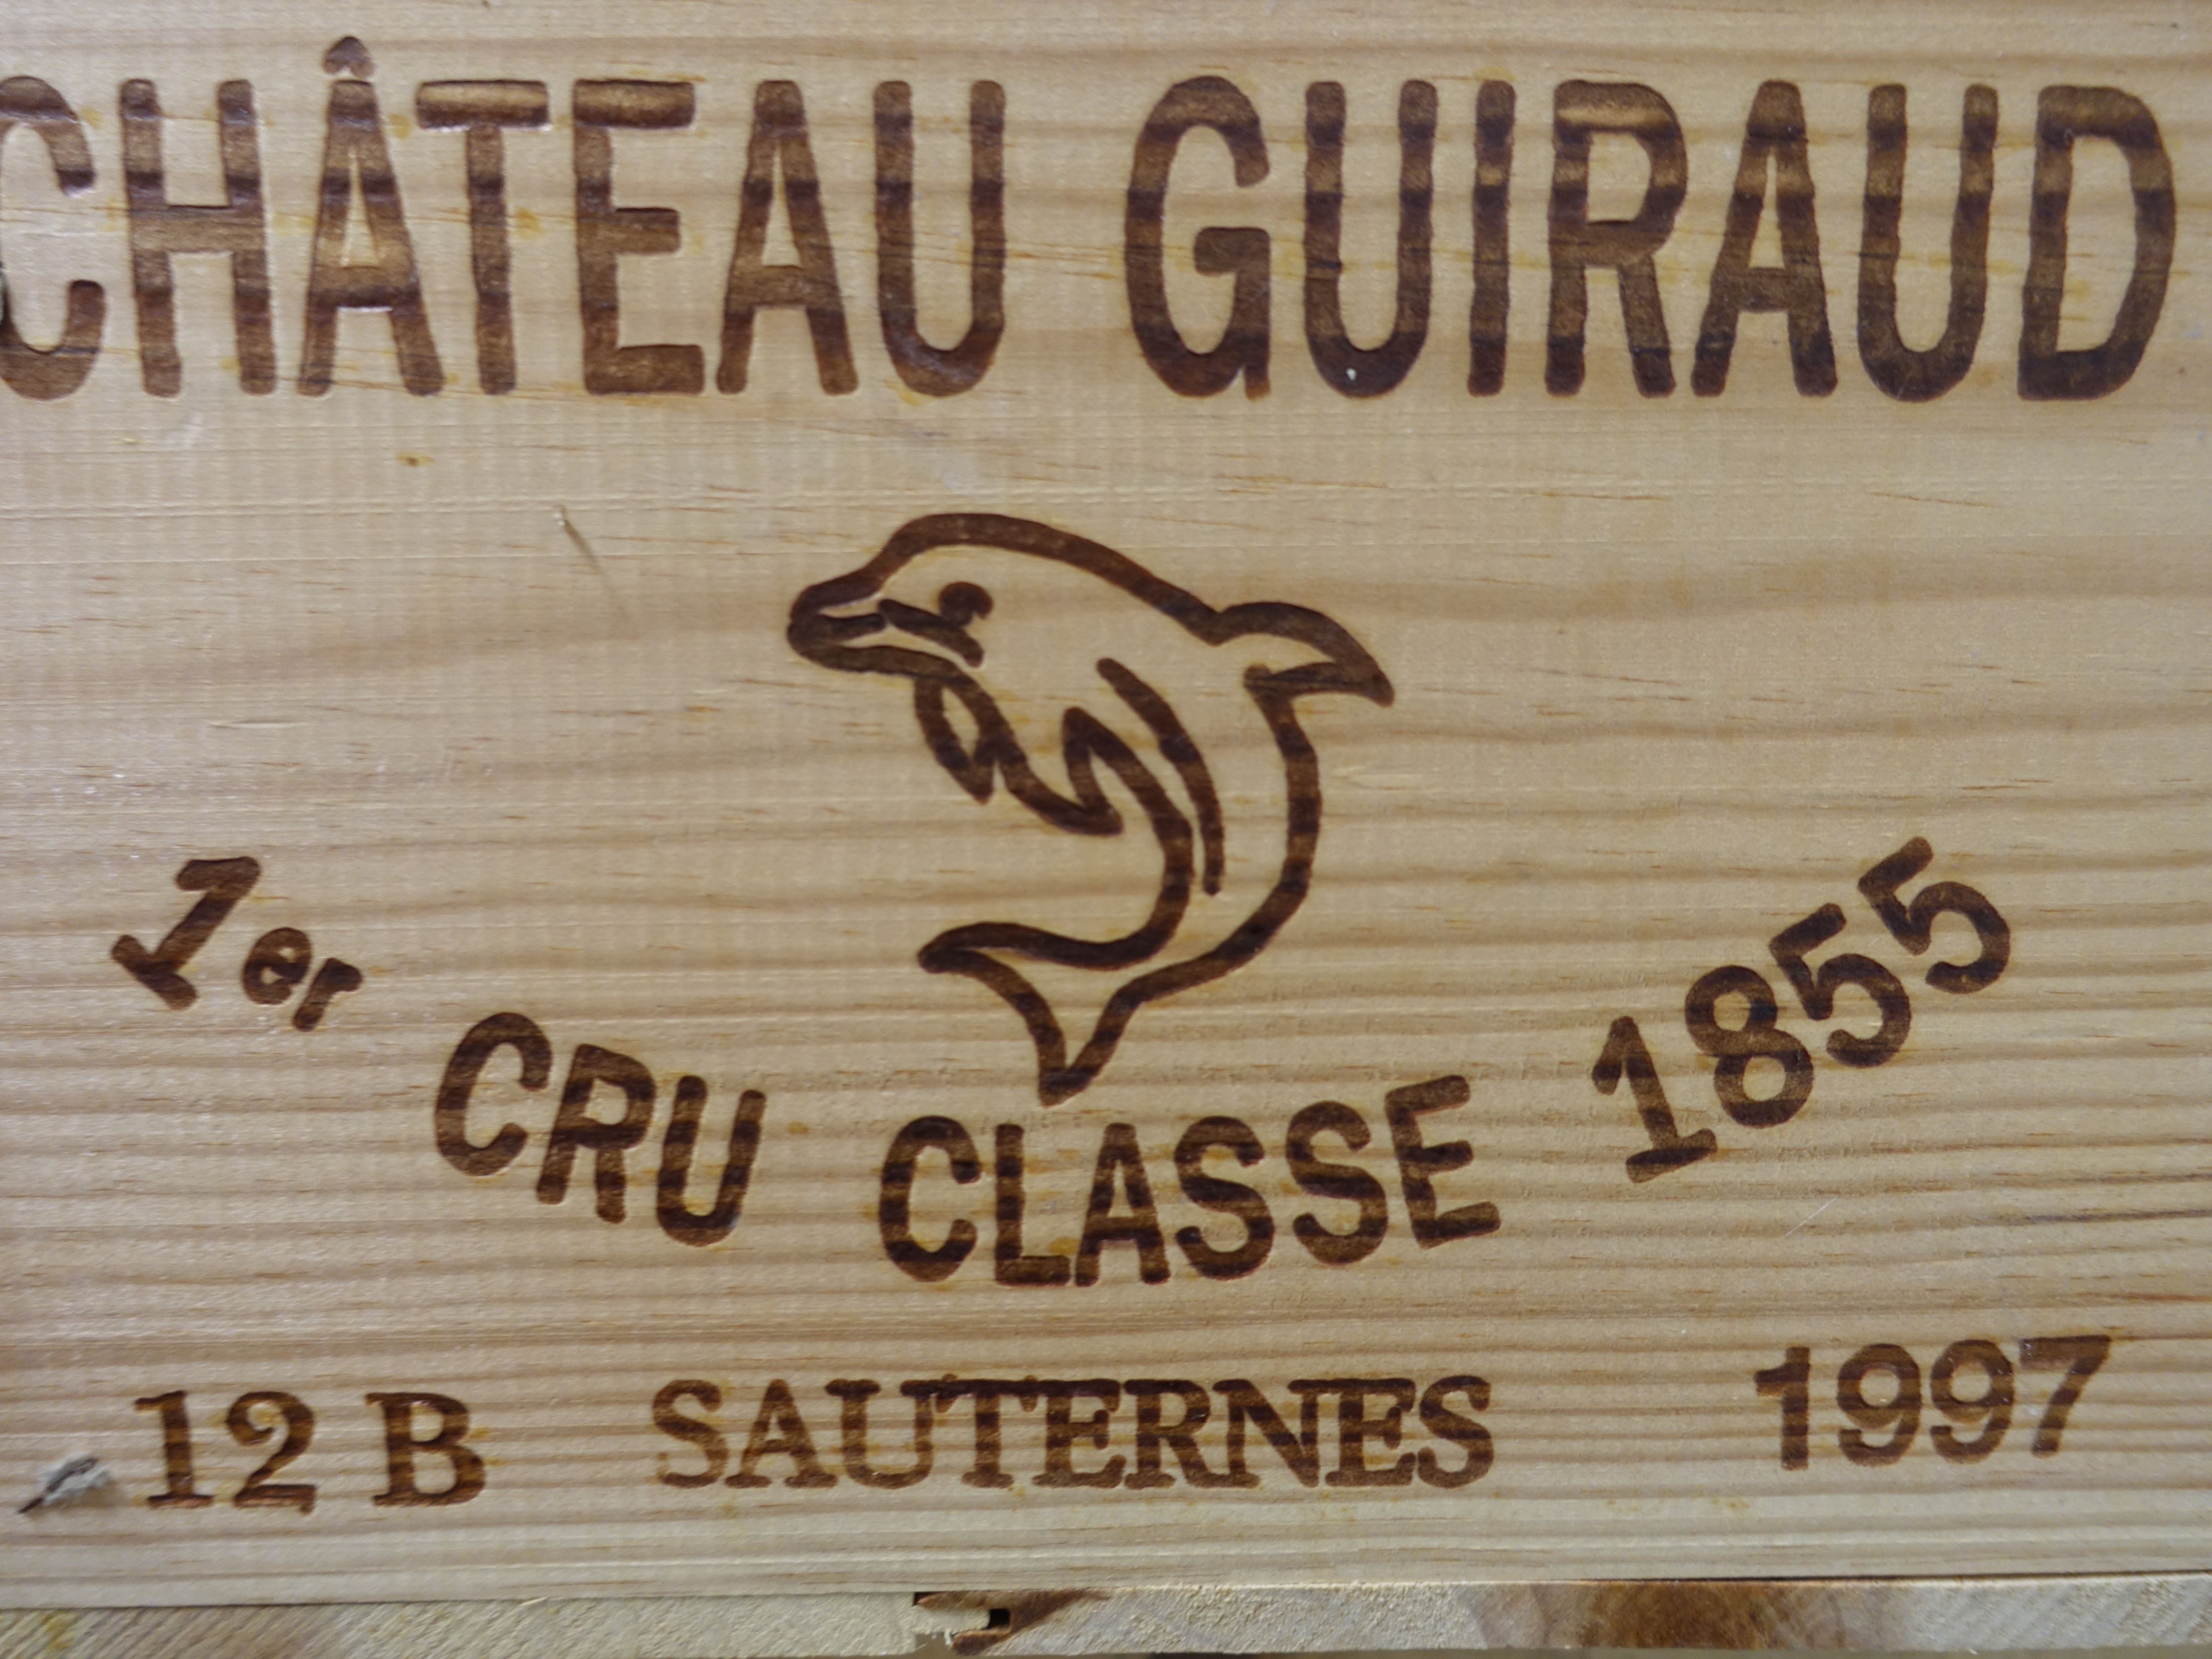 CHÂTEAU GUIRAUD
1er CRU CLASSE 1855
12 B SAUTERNES 1997